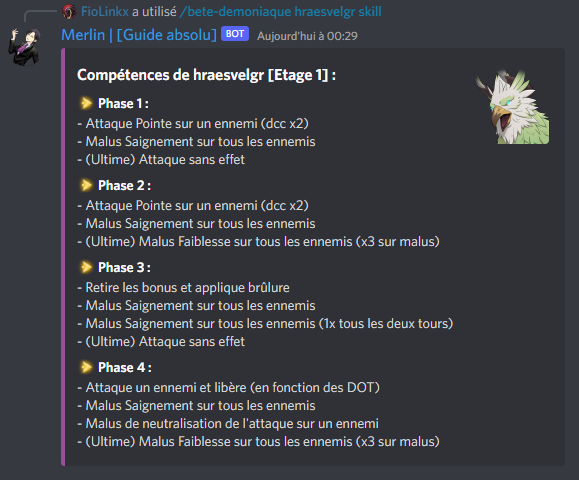 FioLinkx a utilisé /bete-demoniaque hraesvelgr skill
Merlin | [Guide absolu] BOT Aujourd'hui à 00:29
Compétences de hraesvelgr [Etage 1] :
Phase 1 :
- Attaque Pointe sur un ennemi (dcc x2)
- Malus Saignement sur tous les ennemis
- (Ultime) Attaque sans effet
Phase 2 :
- Attaque Pointe sur un ennemi (dcc x2)
- Malus Saignement sur tous les ennemis
- (Ultime) Malus Faiblesse sur tous les ennemis (x3 sur malus)
Phase 3 :
- Retire les bonus et applique brûlure
- Malus Saignement sur tous les ennemis
- Malus Saignement sur tous les ennemis (1x tous les deux tours)
- (Ultime) Attaque sans effet
Phase 4 :
- Attaque un ennemi et libère (en fonction des DOT)
- Malus Saignement sur tous les ennemis
- Malus de neutralisation de l'attaque sur un ennemi
- (Ultime) Malus Faiblesse sur tous les ennemis (x3 sur malus)